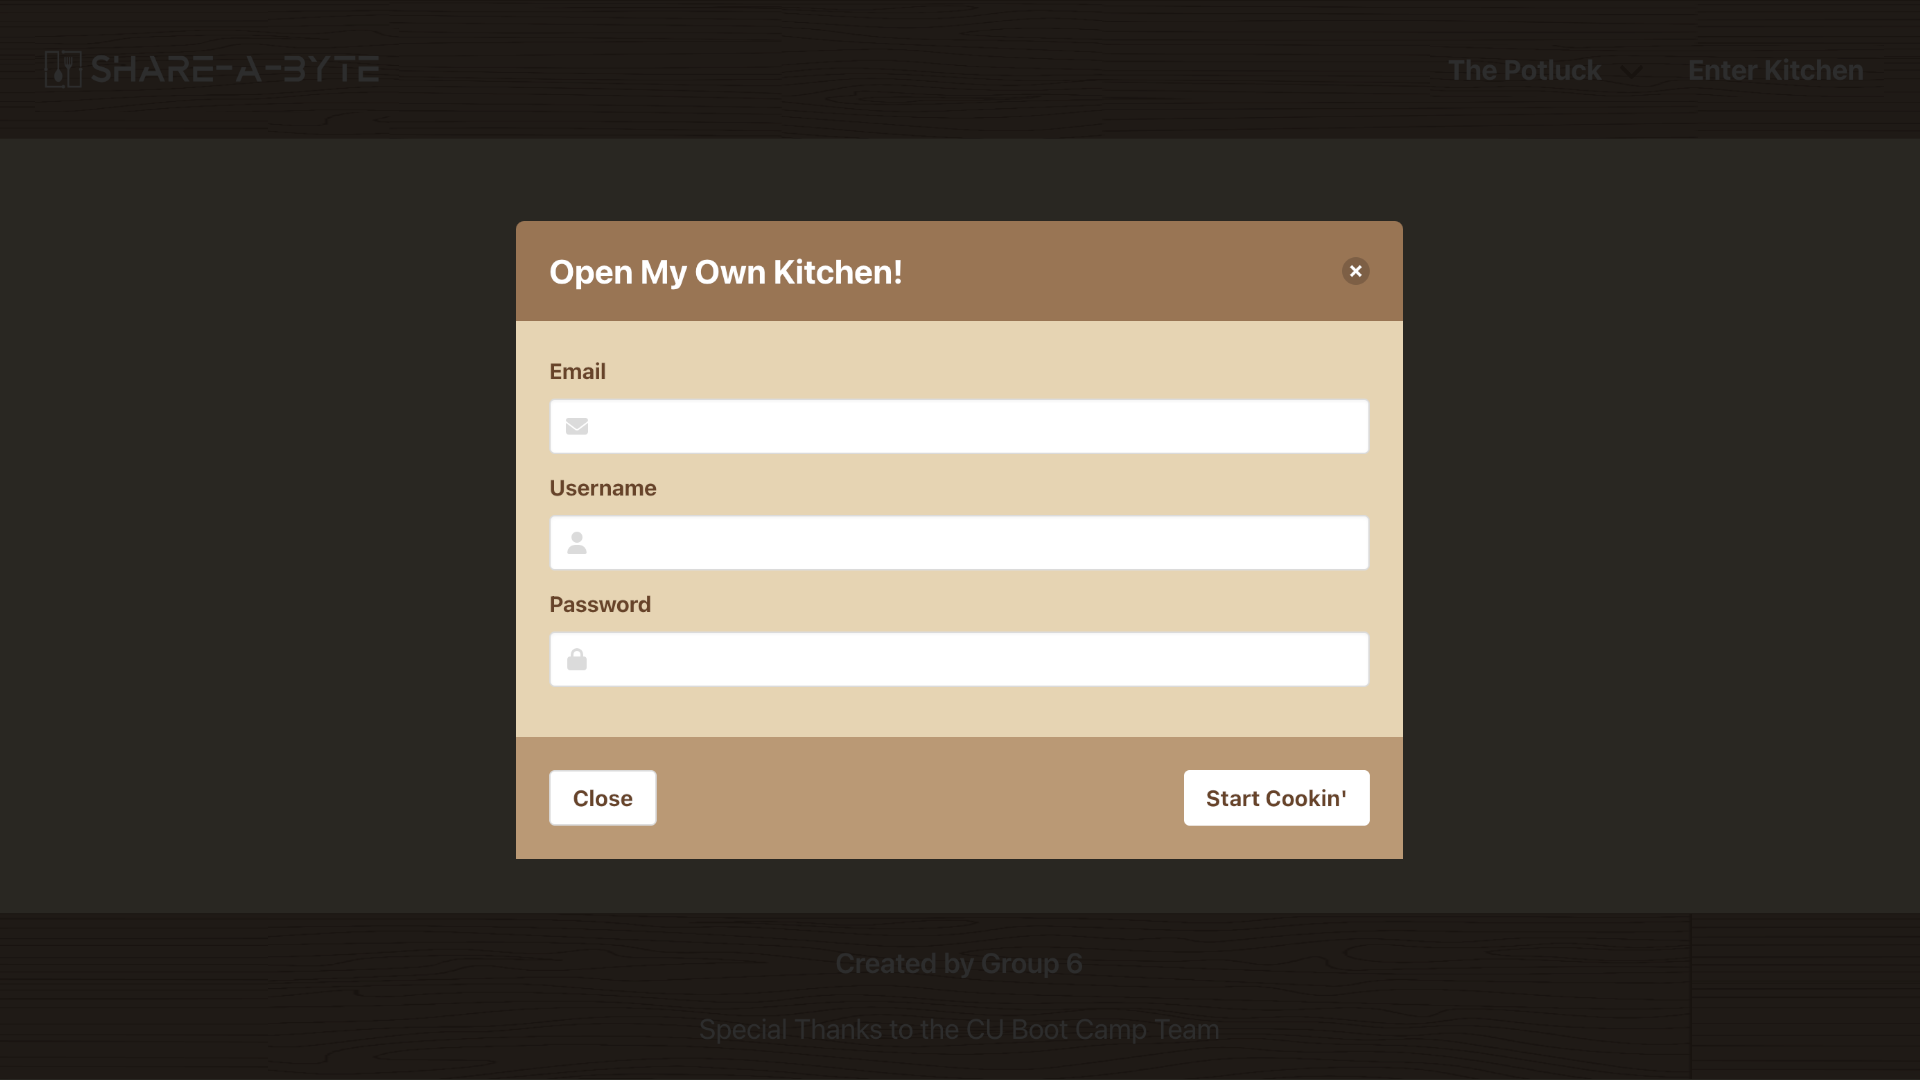 SHARE-A-BYTE
The Potluck
Enter Kitchen
Open My Own Kitchen!
Email
Username
Password
Close
Start Cookin'
Created by Group 6
Special Thanks to the CU Boot Camp Team